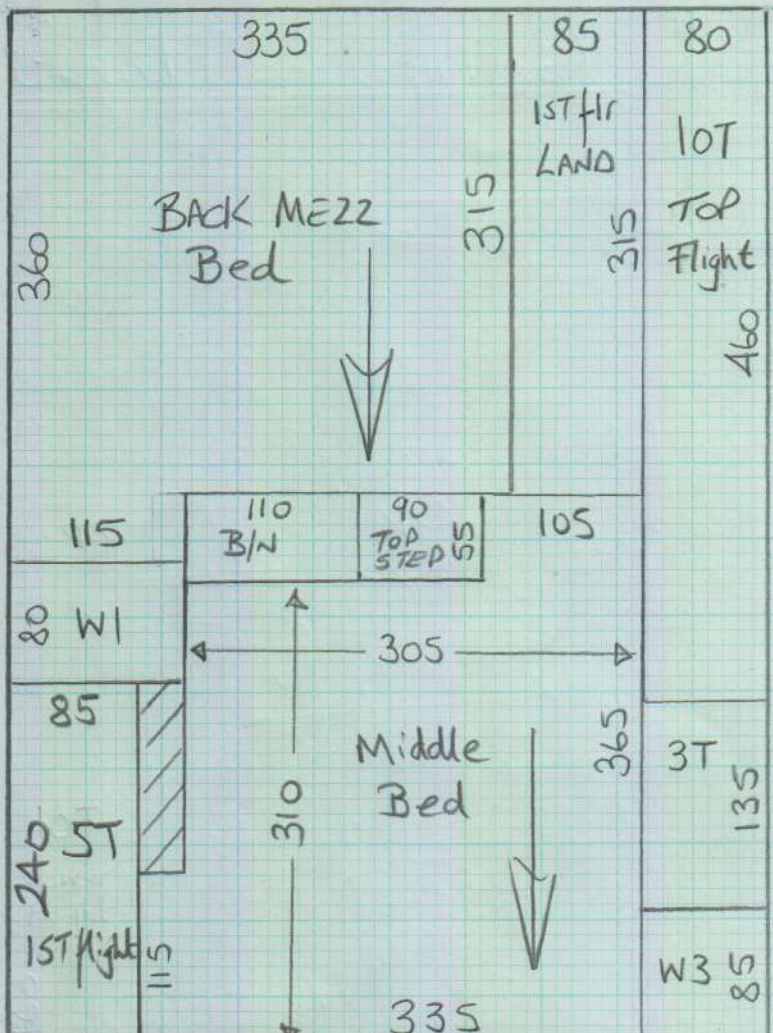 335
85
80
1ST flr
LAND
10T
TOP
Flight
BACK MEZZ
Bed
315
315
360
460
115
110
B/N
90
TOP
STEP
55
105
80
W1
305
85
Middle
Bed
365
3T
135
310
240
5T
1ST flight
115
W3
85
335